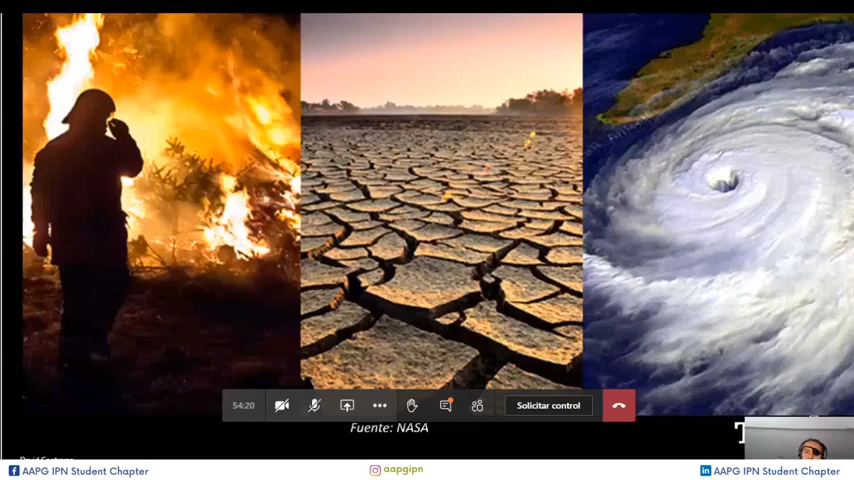 54:20
Solicitar control
Fuente: NASA
AAPG IPN Student Chapter
aapgipn
AAPG IPN Student Chapter